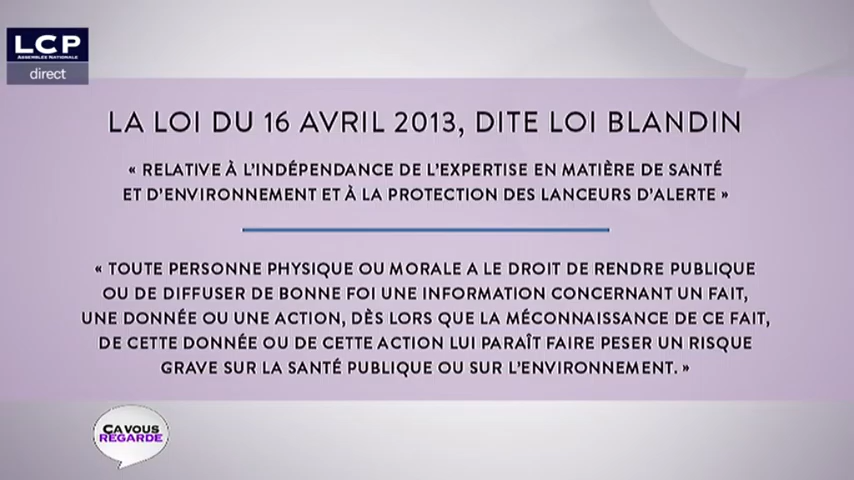 LCP
ASSEMBLÉE NATIONALE
direct
LA LOI DU 16 AVRIL 2013, DITE LOI BLANDIN
« RELATIVE À L'INDÉPENDANCE DE L'EXPERTISE EN MATIÈRE DE SANTÉ
ET D'ENVIRONNEMENT ET À LA PROTECTION DES LANCEURS D'ALERTE »
« TOUTE PERSONNE PHYSIQUE OU MORALE A LE DROIT DE RENDRE PUBLIQUE
OU DE DIFFUSER DE BONNE FOI UNE INFORMATION CONCERNANT UN FAIT,
UNE DONNÉE OU UNE ACTION, DÈS LORS QUE LA MÉCONNAISSANCE DE CE FAIT,
DE CETTE DONNÉE OU DE CETTE ACTION LUI PARAÎT FAIRE PESER UN RISQUE
GRAVE SUR LA SANTÉ PUBLIQUE OU SUR L'ENVIRONNEMENT. »
ÇA VOUS
REGARDE